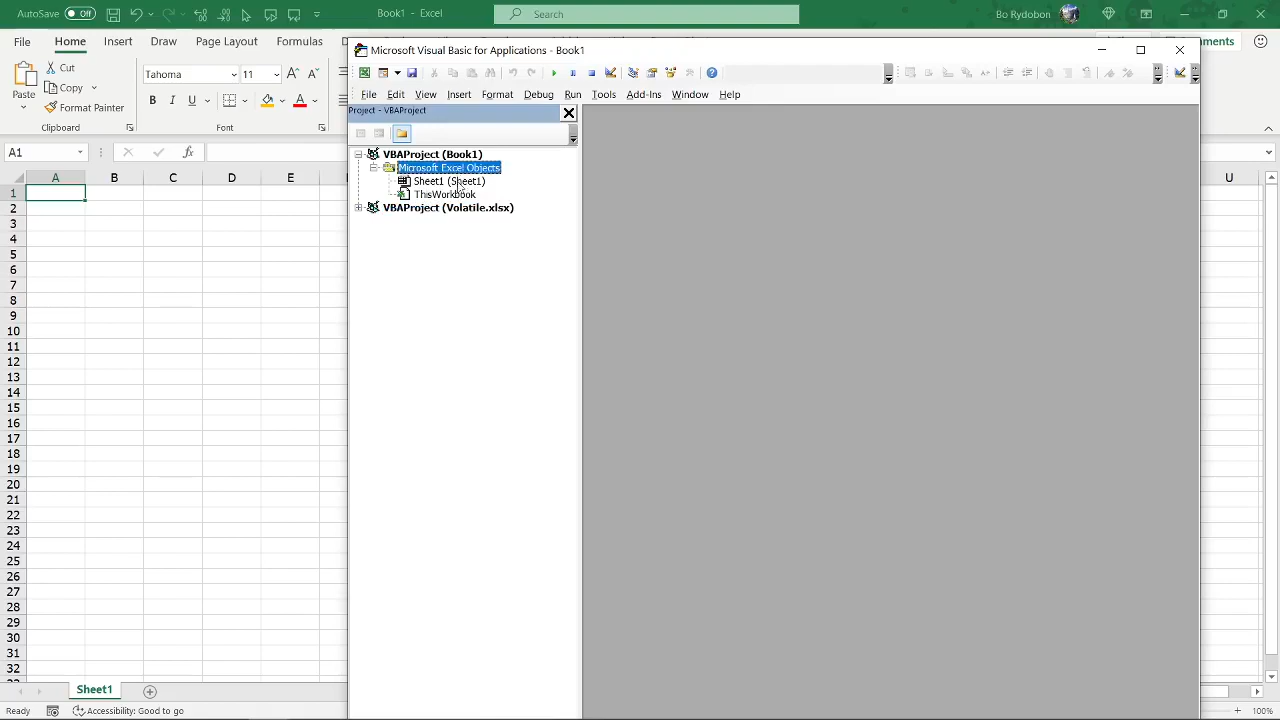 AutoSave Off Book1 - Excel Search Bo Rydobon
File Home Insert Draw Page Layout Formulas
Microsoft Visual Basic for Applications - Book1
Paste Cut Copy Format Painter
Clipboard
Tahoma 11
B I U A
Font
File Edit View Insert Format Debug Run Tools Add-Ins Window Help
Project - VBAProject
VBAProject (Book1)
Microsoft Excel Objects
Sheet1 (Sheet1)
ThisWorkbook
VBAProject (Volatile.xlsx)
A1 fx
A B C D E U
1
2
3
4
5
6
7
8
9
10
11
12
13
14
15
16
17
18
19
20
21
22
23
24
25
26
27
28
29
30
31
32
Sheet1
Ready Accessibility: Good to go 100%